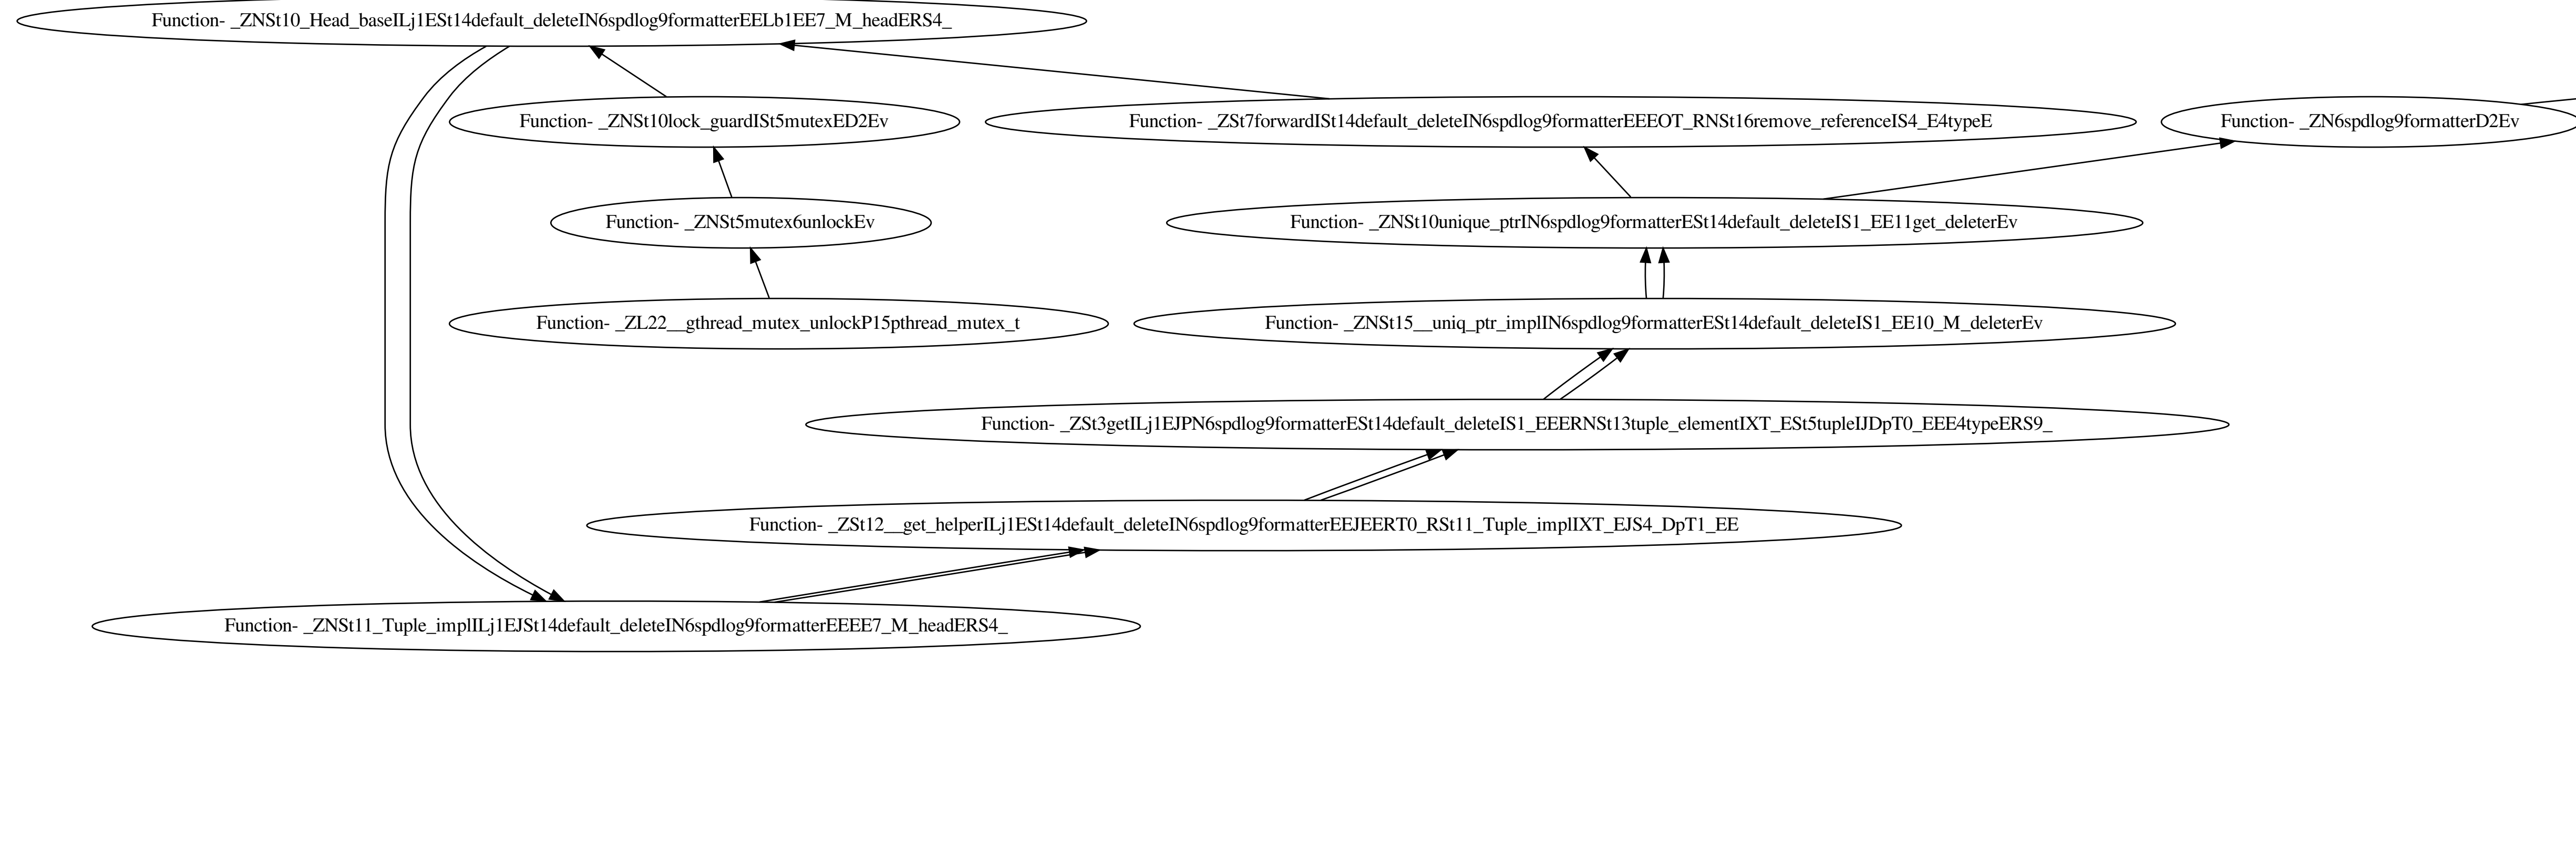 Function- _ZNSt10_Head_baseILj1ESt14default_deleteIN6spdlog9formatterEELb1EE7_M_headERS4_
Function- _ZNSt10lock_guardISt5mutexED2Ev
Function- _ZSt7forwardISt14default_deleteIN6spdlog9formatterEEEOT_RNSt16remove_referenceIS4_E4typeE
Function- _ZN6spdlog9formatterD2Ev
Function- _ZNSt5mutex6unlockEv
Function- _ZNSt10unique_ptrIN6spdlog9formatterESt14default_deleteIS1_EE11get_deleterEv
Function- _ZL22__gthread_mutex_unlockP15pthread_mutex_t
Function- _ZNSt15__uniq_ptr_implIN6spdlog9formatterESt14default_deleteIS1_EE10_M_deleterEv
Function- _ZSt3getILj1EJPN6spdlog9formatterESt14default_deleteIS1_EEERNSt13tuple_elementIXT_ESt5tupleIJDpT0_EEE4typeERS9_
Function- _ZSt12__get_helperILj1ESt14default_deleteIN6spdlog9formatterEEJEERT0_RSt11_Tuple_implIXT_EJS4_DpT1_EE
Function- _ZNSt11_Tuple_implILj1EJSt14default_deleteIN6spdlog9formatterEEEE7_M_headERS4_